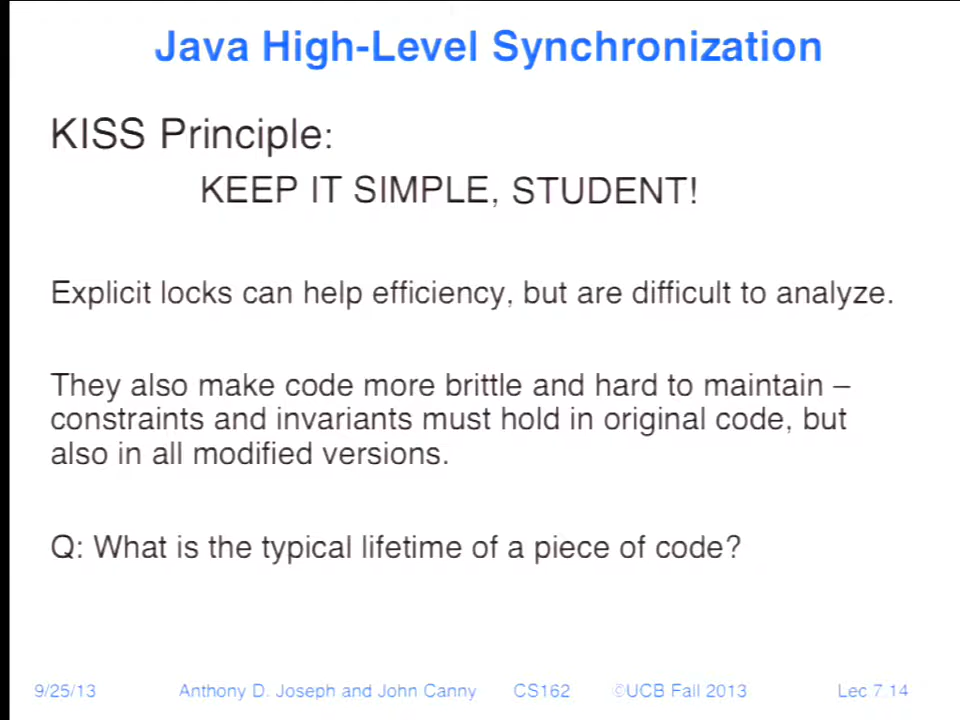 Java High-Level Synchronization
KISS Principle:
KEEP IT SIMPLE, STUDENT!
Explicit locks can help efficiency, but are difficult to analyze.
They also make code more brittle and hard to maintain –
constraints and invariants must hold in original code, but
also in all modified versions.
Q: What is the typical lifetime of a piece of code?
9/25/13 Anthony D. Joseph and John Canny CS162 ©UCB Fall 2013 Lec 7.14